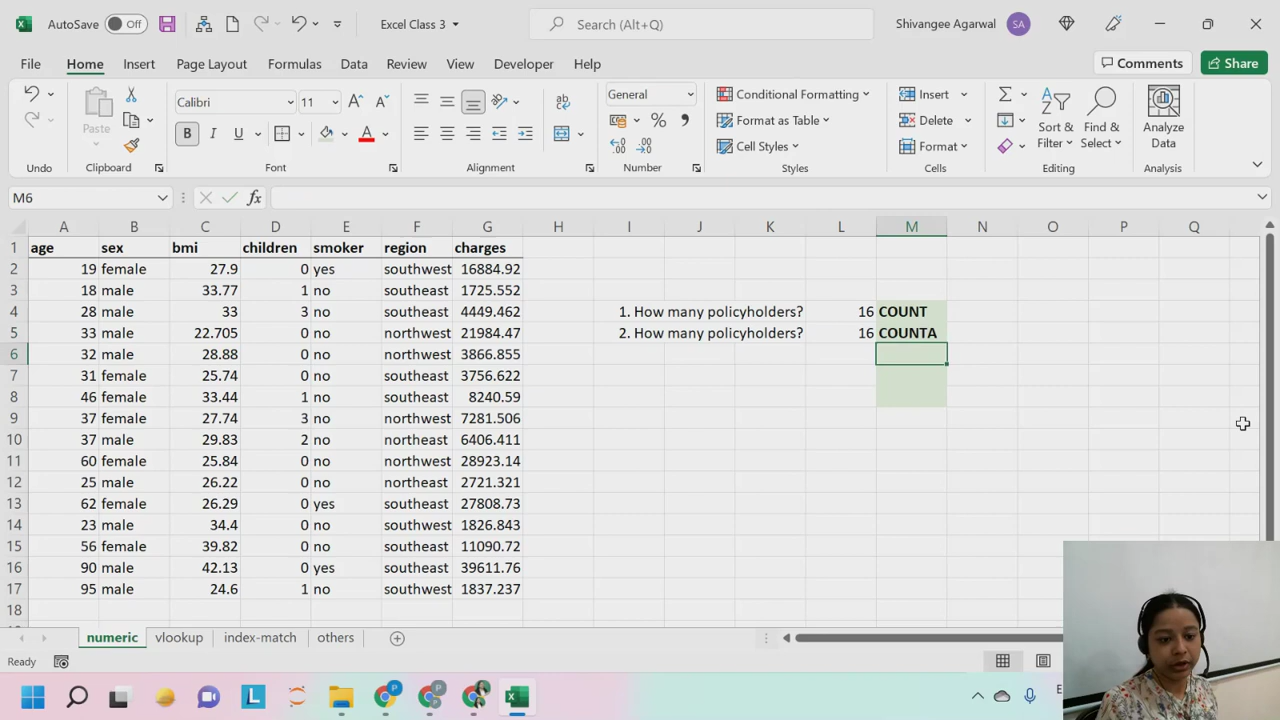 AutoSave Off Excel Class 3 Search (Alt+Q) Shivangee Agarwal SA
File Home Insert Page Layout Formulas Data Review View Developer Help Comments Share
Paste
Calibri 11
B I U A
General
% ,
Conditional Formatting
Format as Table
Cell Styles
Insert
Delete
Format
Sort & Filter
Find & Select
Analyze Data
Undo Clipboard Font Alignment Number Styles Cells Editing Analysis
M6 fx
A B C D E F G H I J K L M N O P Q
1 age sex bmi children smoker region charges
2 19 female 27.9 0 yes southwest 16884.92
3 18 male 33.77 1 no southeast 1725.552
4 28 male 33 3 no southeast 4449.462 1. How many policyholders? 16 COUNT
5 33 male 22.705 0 no northwest 21984.47 2. How many policyholders? 16 COUNTA
6 32 male 28.88 0 no northwest 3866.855
7 31 female 25.74 0 no southeast 3756.622
8 46 female 33.44 1 no southeast 8240.59
9 37 female 27.74 3 no northwest 7281.506
10 37 male 29.83 2 no northeast 6406.411
11 60 female 25.84 0 no northwest 28923.14
12 25 male 26.22 0 no northeast 2721.321
13 62 female 26.29 0 yes southeast 27808.73
14 23 male 34.4 0 no southwest 1826.843
15 56 female 39.82 0 no southeast 11090.72
16 90 male 42.13 0 yes southeast 39611.76
17 95 male 24.6 1 no southwest 1837.237
18
numeric vlookup index-match others
Ready